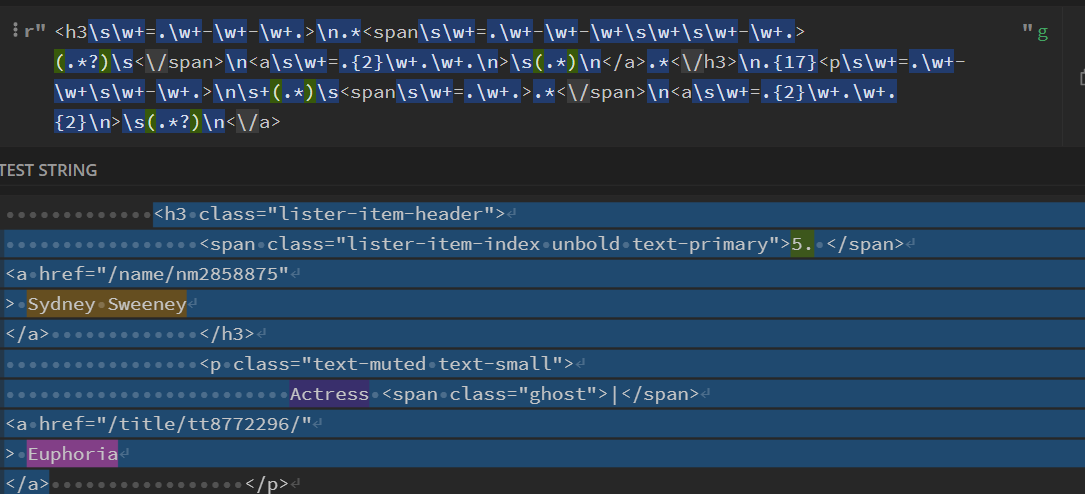 r" <h3\s\w+=.\w+-\w+-\w+.>\n.*<span\s\w+=.\w+-\w+-\w+\s\w+\s\w+-\w+.> " g
(.*?)\s<\/span>\n<a\s\w+=.{2}\w+.\w+.\n>\s(.*)\n</a>.*<\/h3>\n.{17}<p\s\w+=.\w+-
\w+\s\w+-\w+.>\n\s+(.*)\s<span\s\w+=.\w+.>.*<\/span>\n<a\s\w+=.{2}\w+.\w+.
{2}\n>\s(.*?)\n<\/a>
TEST STRING
<h3 class="lister-item-header">
<span class="lister-item-index unbold text-primary">5. </span>
<a href="/name/nm2858875"
> Sydney Sweeney
</a> </h3>
<p class="text-muted text-small">
Actress <span class="ghost">|</span>
<a href="/title/tt8772296/"
> Euphoria
</a> </p>